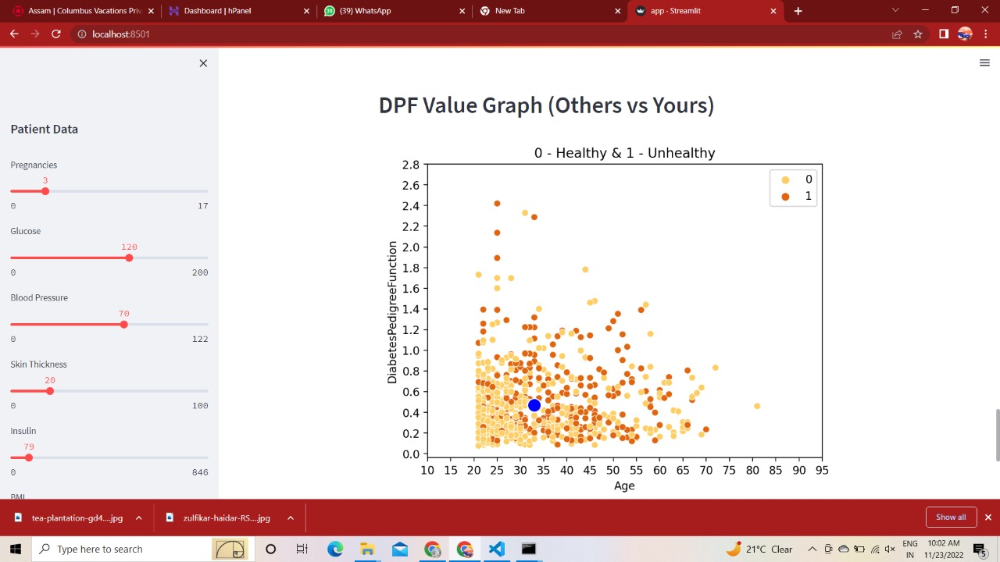 Assam | Columbus Vacations Priv
Dashboard | hPanel
(39) WhatsApp
New Tab
app · Streamlit
localhost:8501
DPF Value Graph (Others vs Yours)
Patient Data
Pregnancies
3
0 17
Glucose
120
0 200
Blood Pressure
70
0 122
Skin Thickness
20
0 100
Insulin
79
0 846
BMI
0 - Healthy & 1 - Unhealthy
0
1
DiabetesPedigreeFunction
2.8
2.6
2.4
2.2
2.0
1.8
1.6
1.4
1.2
1.0
0.8
0.6
0.4
0.2
0.0
10 15 20 25 30 35 40 45 50 55 60 65 70 75 80 85 90 95
Age
tea-plantation-gd4....jpg
zulfikar-haidar-RS....jpg
Show all
Type here to search
21°C Clear
ENG
IN
10:02 AM
11/23/2022
5